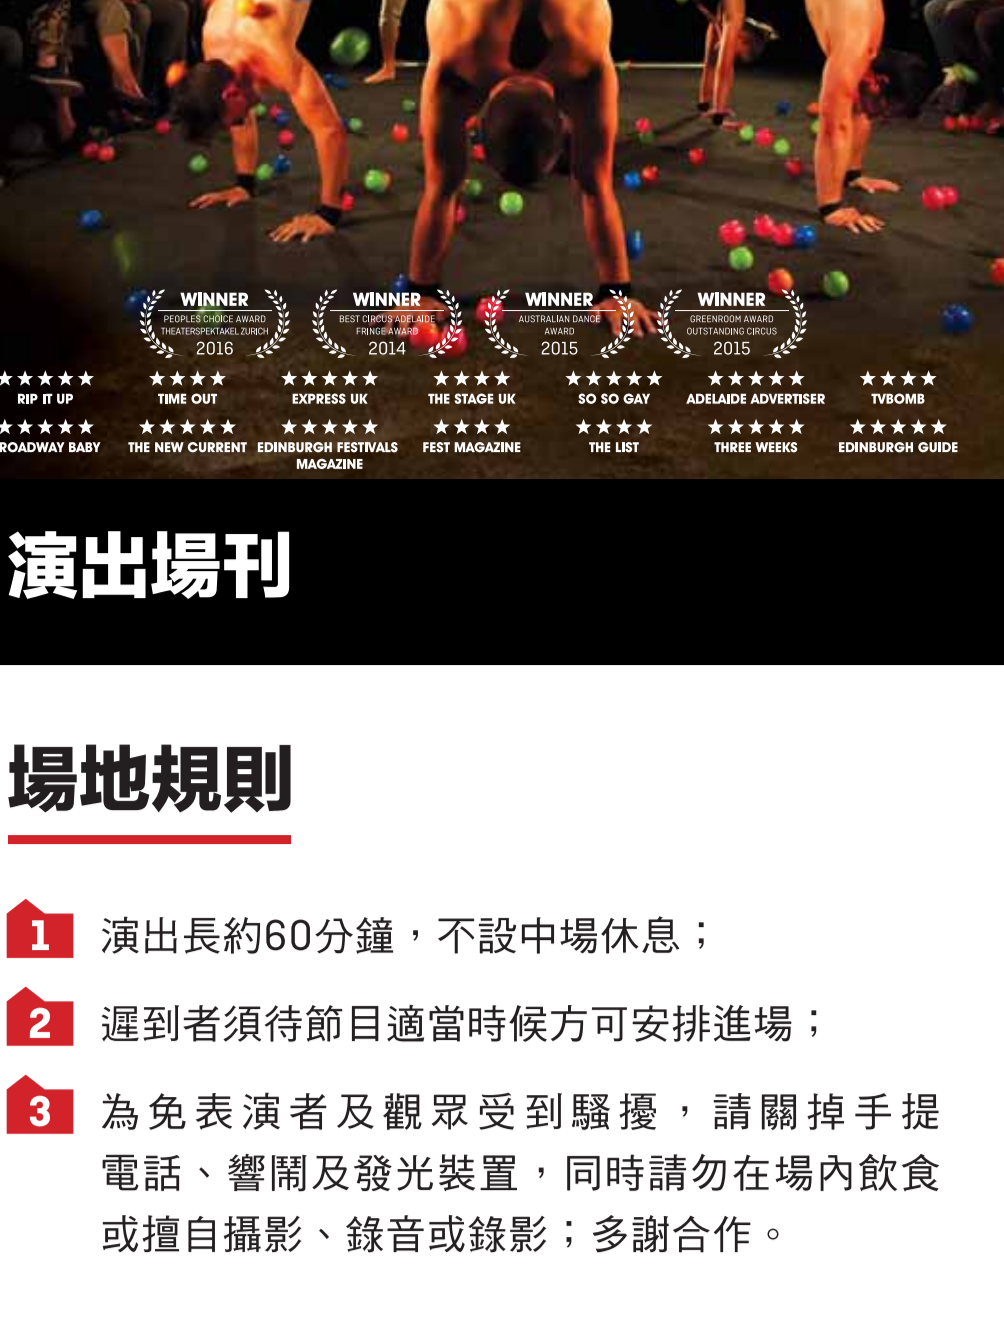 WINNER
PEOPLES CHOICE AWARD
THEATERSPEKTAKEL ZURICH
2016
WINNER
BEST CIRCUS ADELAIDE
FRINGE AWARD
2014
WINNER
AUSTRALIAN DANCE
AWARD
2015
WINNER
GREENROOM AWARD
OUTSTANDING CIRCUS
2015
★★★★★ ★★★★ ★★★★★ ★★★★ ★★★★★ ★★★★★ ★★★★
RIP IT UP TIME OUT EXPRESS UK THE STAGE UK SO SO GAY ADELAIDE ADVERTISER TVBOMB
★★★★★ ★★★★★ ★★★★★ ★★★★ ★★★★ ★★★★★ ★★★★★
ROADWAY BABY THE NEW CURRENT EDINBURGH FESTIVALS FEST MAGAZINE THE LIST THREE WEEKS EDINBURGH GUIDE
MAGAZINE
演出場刊
場地規則
1 演出長約60分鐘，不設中場休息；
2 遲到者須待節目適當時候方可安排進場；
3 為免表演者及觀眾受到騷擾，請關掉手提
電話、響鬧及發光裝置，同時請勿在場內飲食
或擅自攝影、錄音或錄影；多謝合作。